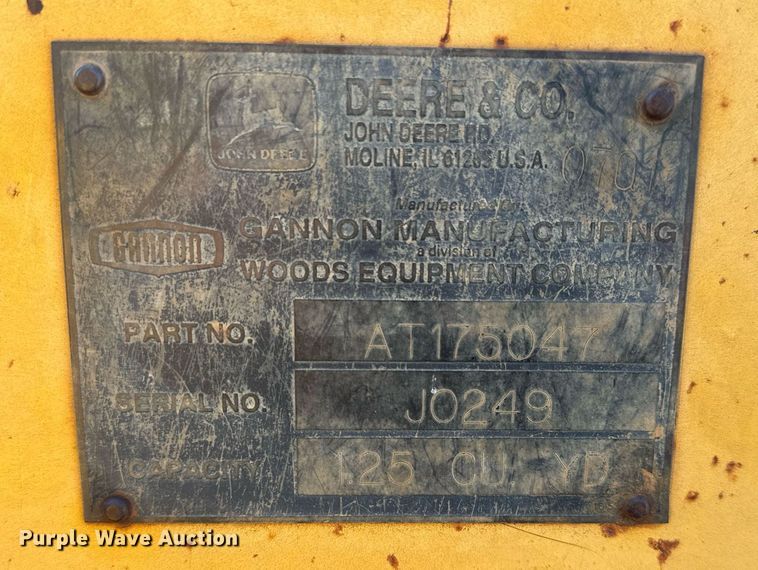 JOHN DEERE
DEERE & CO.
JOHN DEERE RD.
MOLINE, IL 61265 U.S.A. 0701
Manufactured By:
GANNON
GANNON MANUFACTURING
a division of
WOODS EQUIPMENT COMPANY
PART NO. AT175047
SERIAL NO. J0249
CAPACITY 1.25 CU YD
Purple Wave Auction